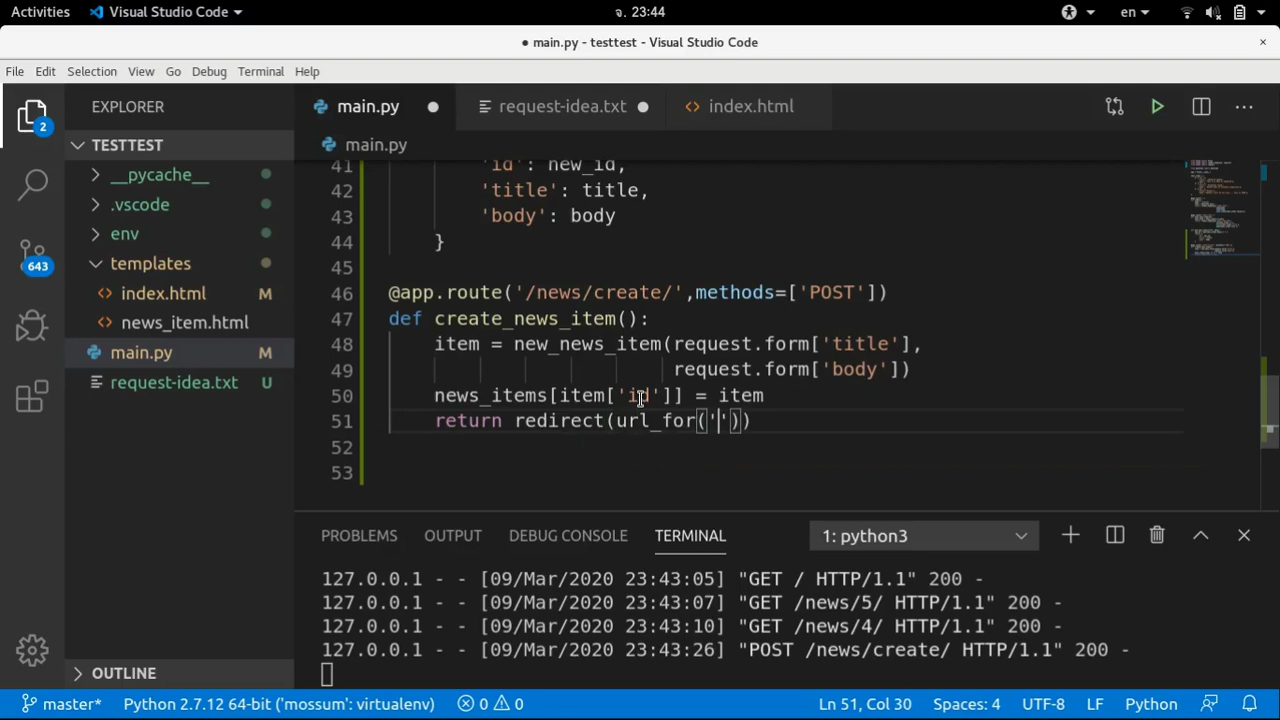 Activities Visual Studio Code จ. 23:44 en
● main.py - testtest - Visual Studio Code ×
File Edit Selection View Go Debug Terminal Help
EXPLORER main.py request-idea.txt index.html
TESTTEST main.py
__pycache__
.vscode
env
templates
index.html M
news_item.html
main.py M
request-idea.txt U
OUTLINE
2
643
41 'id': new_id,
42 'title': title,
43 'body': body
44 }
45
46 @app.route('/news/create/',methods=['POST'])
47 def create_news_item():
48 item = new_news_item(request.form['title'],
49 request.form['body'])
50 news_items[item['id']] = item
51 return redirect(url_for(''))
52
53
PROBLEMS OUTPUT DEBUG CONSOLE TERMINAL 1: python3
127.0.0.1 - - [09/Mar/2020 23:43:05] "GET / HTTP/1.1" 200 -
127.0.0.1 - - [09/Mar/2020 23:43:07] "GET /news/5/ HTTP/1.1" 200 -
127.0.0.1 - - [09/Mar/2020 23:43:10] "GET /news/4/ HTTP/1.1" 200 -
127.0.0.1 - - [09/Mar/2020 23:43:26] "POST /news/create/ HTTP/1.1" 200 -
master* Python 2.7.12 64-bit ('mossum': virtualenv) 0 0 Ln 51, Col 30 Spaces: 4 UTF-8 LF Python